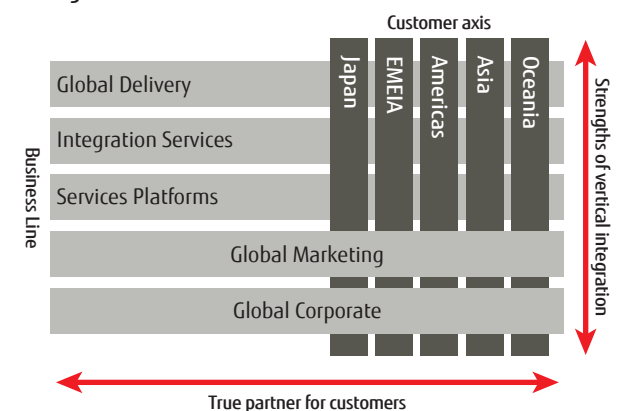 Customer axis
Japan
EMEIA
Americas
Asia
Oceania
Global Delivery
Integration Services
Services Platforms
Global Marketing
Global Corporate
Business Line
Strengths of vertical integration
True partner for customers